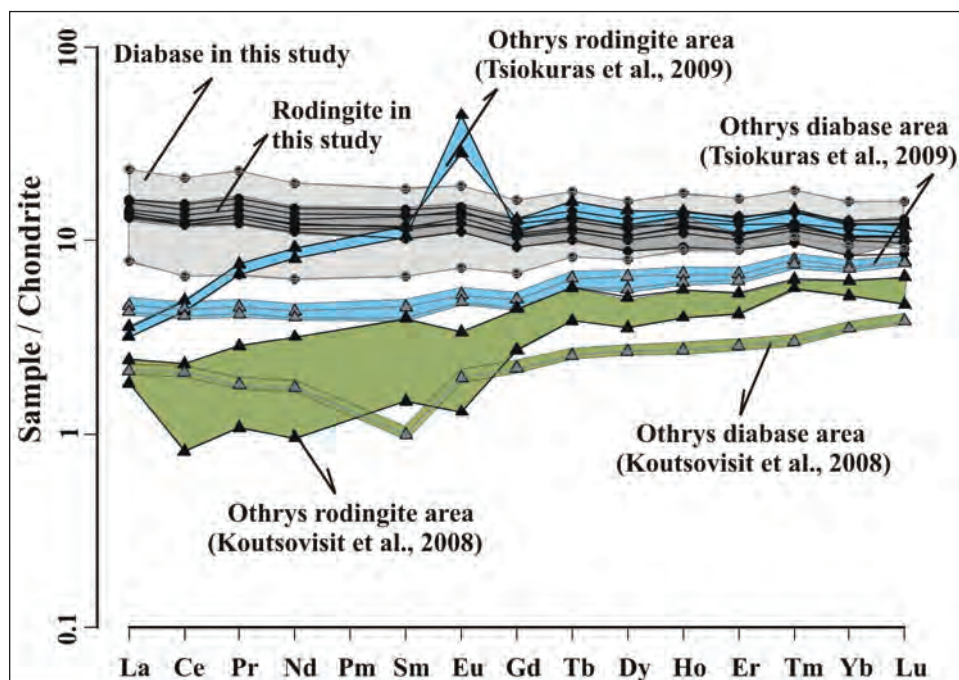 100
Diabase in this study
Othrys rodingite area
(Tsiokuras et al., 2009)
Rodingite in
this study
Othrys diabase area
(Tsiokuras et al., 2009)
10
Sample / Chondrite
1
Othrys diabase area
(Koutsovisit et al., 2008)
Othrys rodingite area
(Koutsovisit et al., 2008)
0.1
La Ce Pr Nd Pm Sm Eu Gd Tb Dy Ho Er Tm Yb Lu